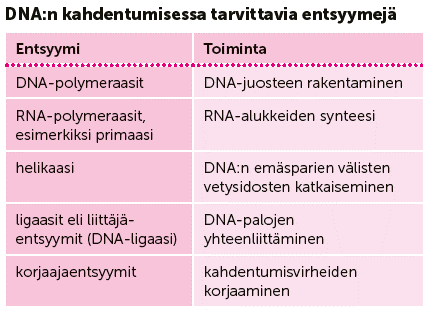 DNA:n kahdentumisessa tarvittavia entsyymejä
Entsyymi Toiminta
DNA-polymeraasit DNA-juosteen rakentaminen
RNA-polymeraasit, RNA-alukkeiden synteesi
esimerkiksi primaasi
helikaasi DNA:n emäsparien välisten
vetysidosten katkaiseminen
ligaasit eli liittäjä- DNA-palojen
entsyymit (DNA-ligaasi) yhteenliittäminen
korjaajaentsyymit kahdentumisvirheiden
korjaaminen